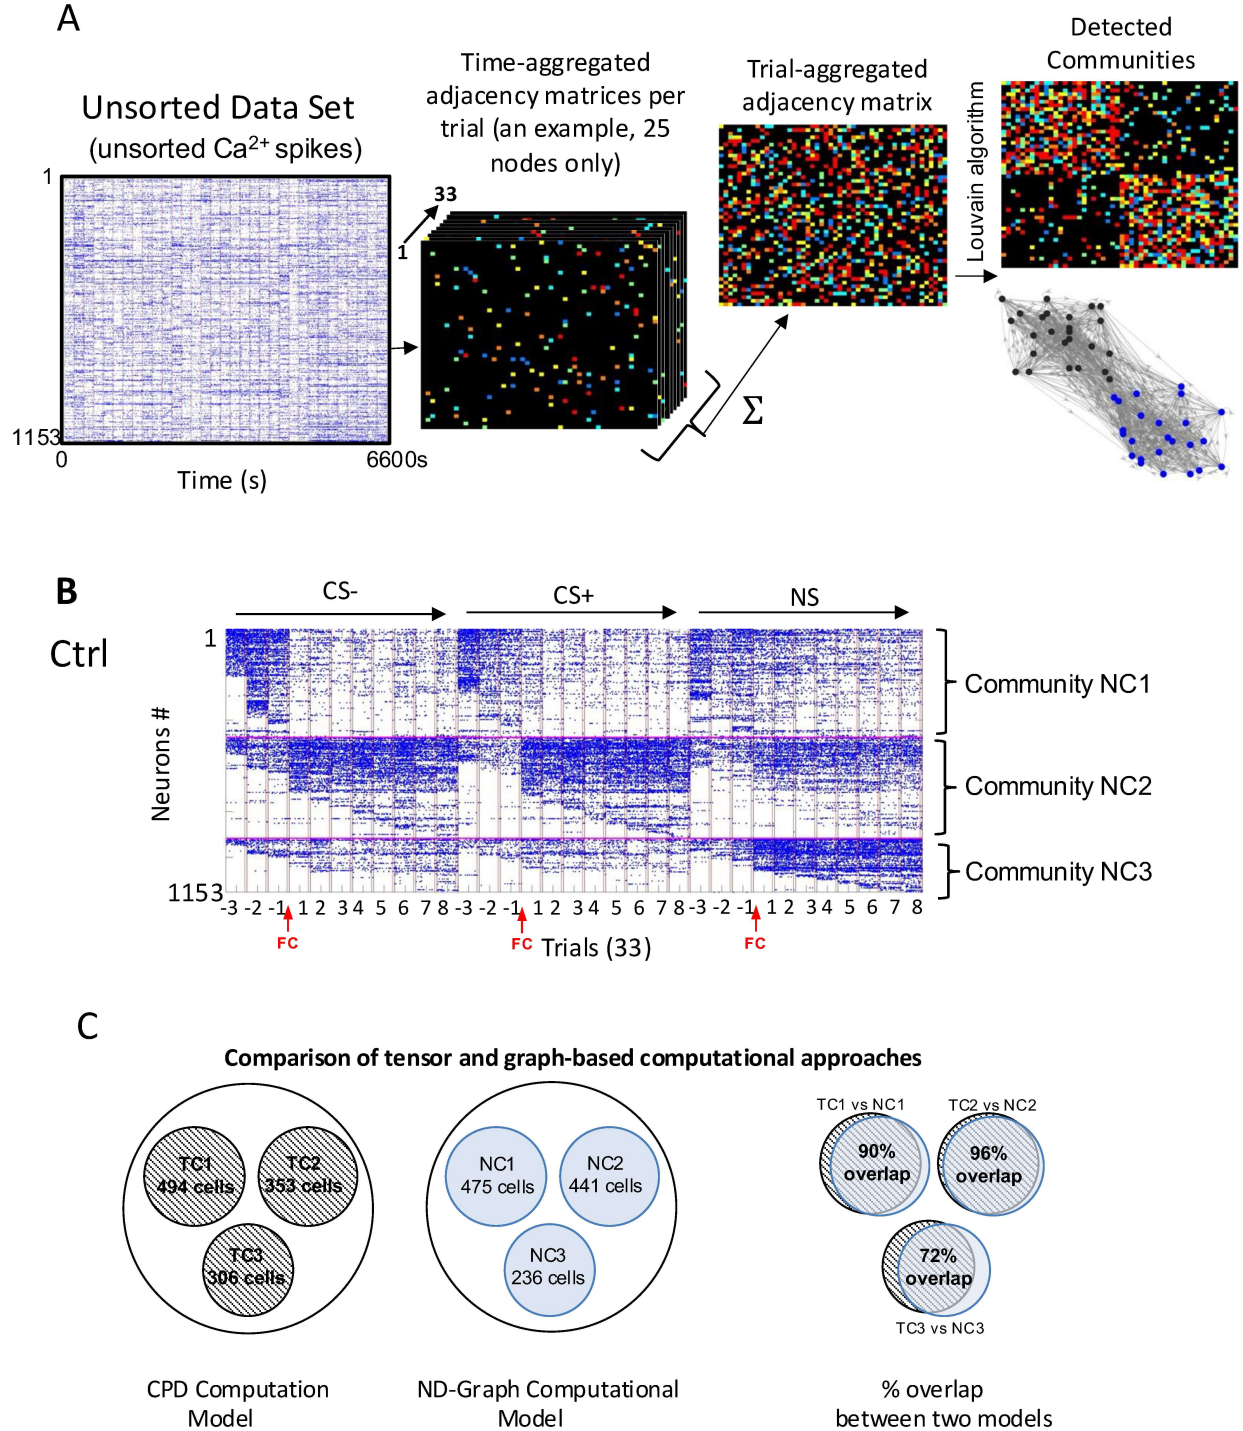 A
Unsorted Data Set
(unsorted Ca2+ spikes)
1
1153
0
6600s
Time (s)
Time-aggregated
adjacency matrices per
trial (an example, 25
nodes only)
33
1
Σ
Trial-aggregated
adjacency matrix
Louvain algorithm
Detected
Communities
B
Ctrl
CS-
CS+
NS
1
Neurons #
1153
Community NC1
Community NC2
Community NC3
-3 -2 -1 1 2 3 4 5 6 7 8 -3 -2 -1 1 2 3 4 5 6 7 8 -3 -2 -1 1 2 3 4 5 6 7 8
FC
FC
FC
Trials (33)
C
Comparison of tensor and graph-based computational approaches
TC1
494 cells
TC2
353 cells
TC3
306 cells
CPD Computation
Model
NC1
475 cells
NC2
441 cells
NC3
236 cells
ND-Graph Computational
Model
TC1 vs NC1
90%
overlap
TC2 vs NC2
96%
overlap
72%
overlap
TC3 vs NC3
% overlap
between two models